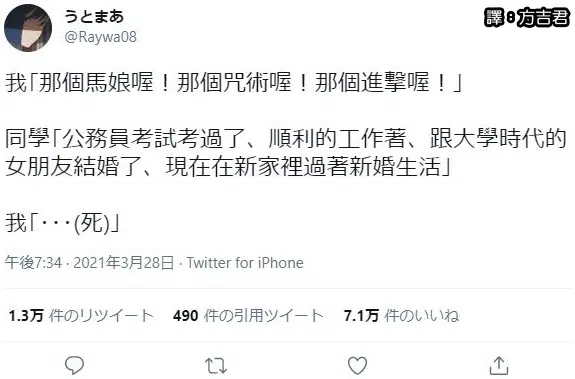 うとまあ
@Raywa08
譯:方吉君
我「那個馬娘喔！那個咒術喔！那個進擊喔！」
同學「公務員考試考過了、順利的工作著、跟大學時代的
女朋友結婚了、現在在新家裡過著新婚生活」
我「･･･(死)」
午後7:34 · 2021年3月28日 · Twitter for iPhone
1.3万 件のリツイート 490 件の引用ツイート 7.1万 件のいいね